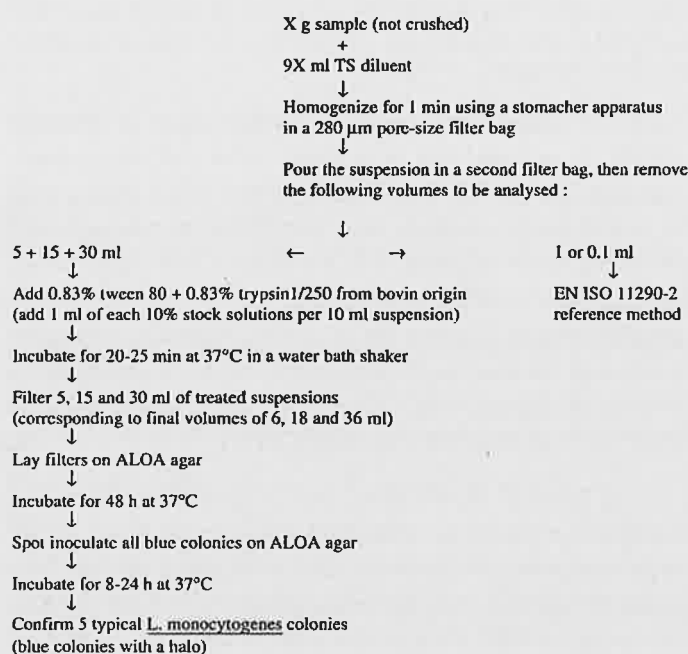 X g sample (not crushed)
+
9X ml TS diluent
↓
Homogenize for 1 min using a stomacher apparatus
in a 280 µm pore-size filter bag
↓
Pour the suspension in a second filter bag, then remove
the following volumes to be analysed :
↓
5 + 15 + 30 ml ← → 1 or 0.1 ml
↓ ↓
Add 0.83% tween 80 + 0.83% trypsin1/250 from bovin origin EN ISO 11290-2
(add 1 ml of each 10% stock solutions per 10 ml suspension) reference method
↓
Incubate for 20-25 min at 37°C in a water bath shaker
↓
Filter 5, 15 and 30 ml of treated suspensions
(corresponding to final volumes of 6, 18 and 36 ml)
↓
Lay filters on ALOA agar
↓
Incubate for 48 h at 37°C
↓
Spot inoculate all blue colonies on ALOA agar
↓
Incubate for 8-24 h at 37°C
↓
Confirm 5 typical L. monocytogenes colonies
(blue colonies with a halo)